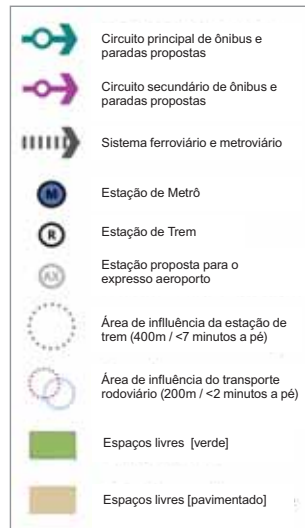 Circuito principal de ônibus e
paradas propostas
Circuito secundário de ônibus e
paradas propostas
Sistema ferroviário e metroviário
M
Estação de Metrô
R
Estação de Trem
AX
Estação proposta para o
expresso aeroporto
Área de inflluência da estação de
trem (400m / <7 minutos a pé)
Área de influência do transporte
rodoviário (200m / <2 minutos a pé)
Espaços livres [verde]
Espaços livres [pavimentado]